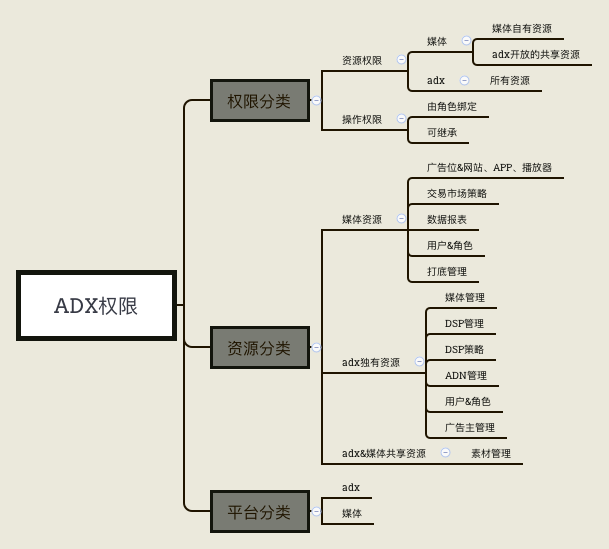 ADX权限
权限分类
资源权限
媒体
媒体自有资源
adx开放的共享资源
adx
所有资源
操作权限
由角色绑定
可继承
资源分类
媒体资源
广告位&网站、APP、播放器
交易市场策略
数据报表
用户&角色
打底管理
adx独有资源
媒体管理
DSP管理
DSP策略
ADN管理
用户&角色
广告主管理
adx&媒体共享资源
素材管理
平台分类
adx
媒体